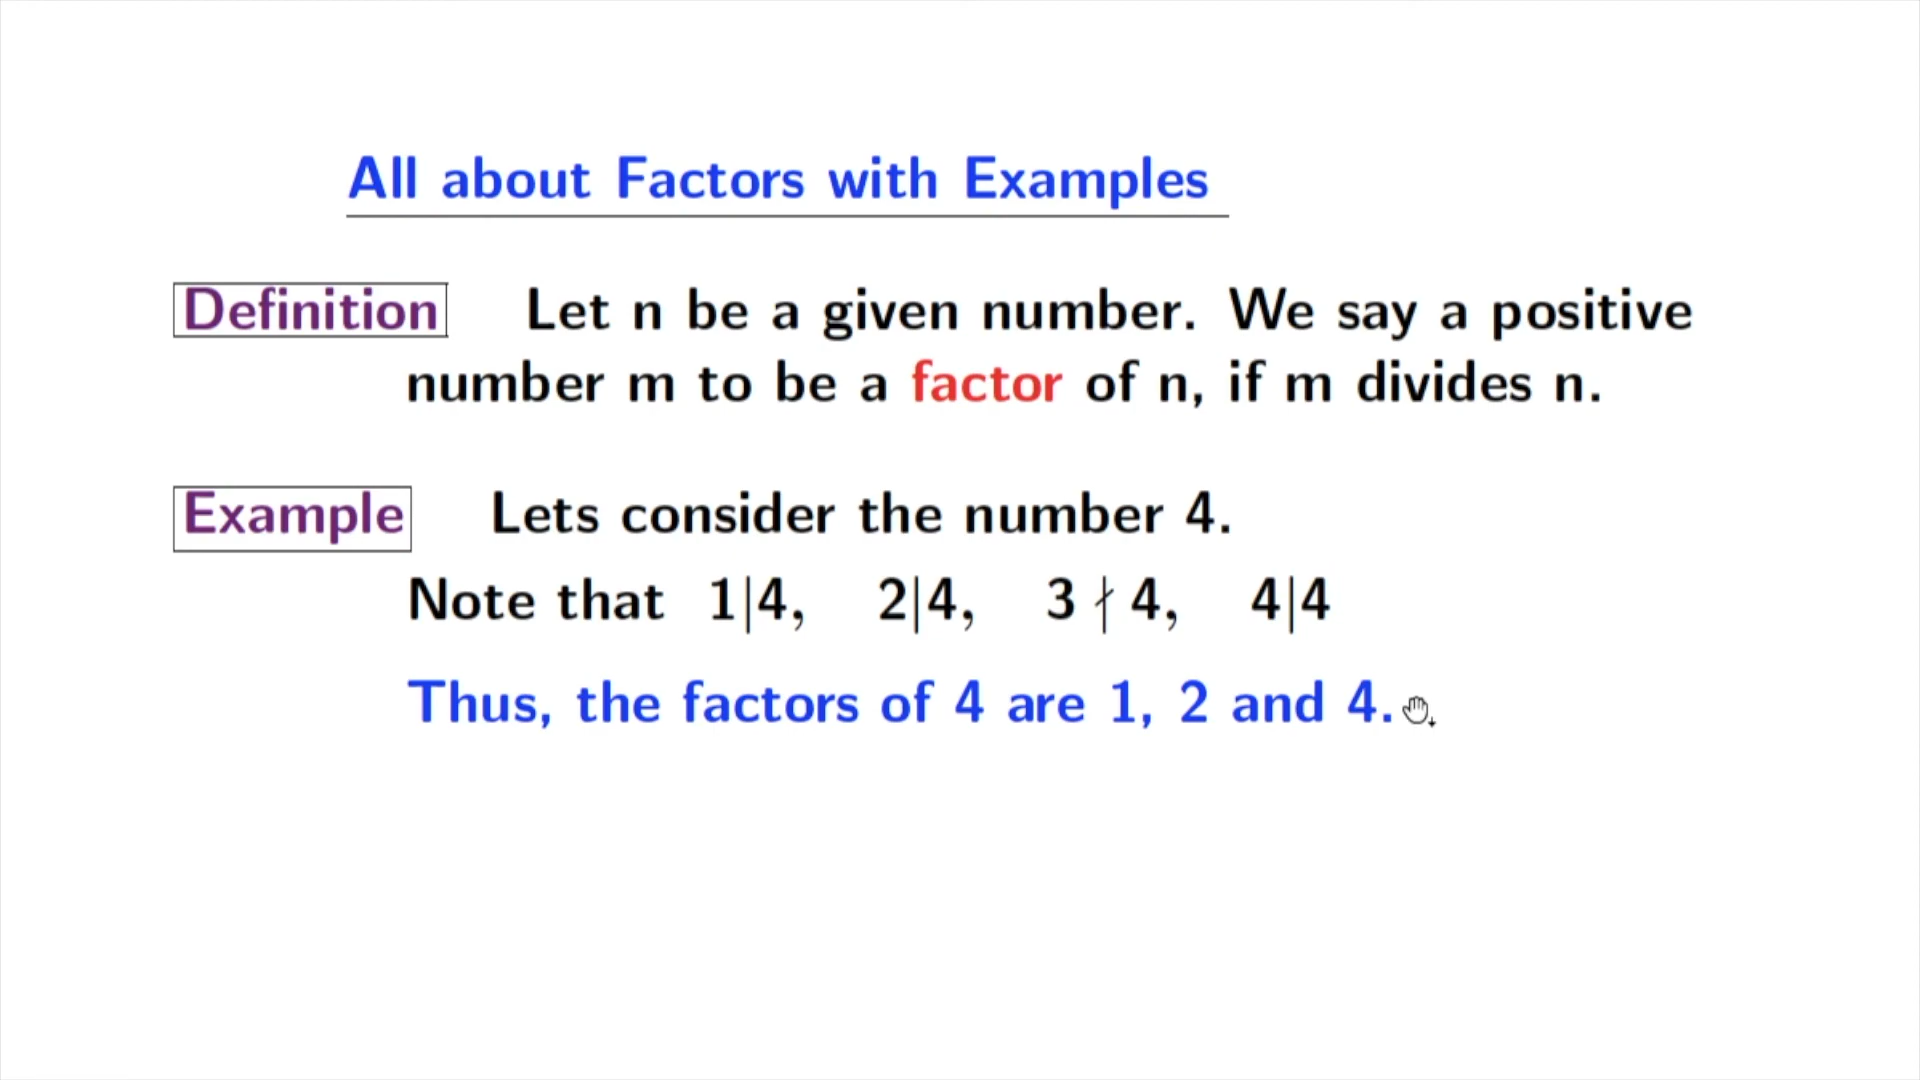 All about Factors with Examples
Definition Let n be a given number. We say a positive
number m to be a factor of n, if m divides n.
Example Lets consider the number 4.
Note that 1|4, 2|4, 3 ∤ 4, 4|4
Thus, the factors of 4 are 1, 2 and 4.